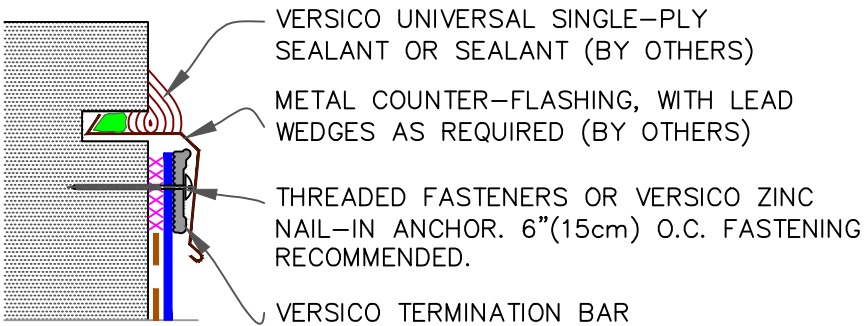 VERSICO UNIVERSAL SINGLE-PLY
SEALANT OR SEALANT (BY OTHERS)
METAL COUNTER-FLASHING, WITH LEAD
WEDGES AS REQUIRED (BY OTHERS)
THREADED FASTENERS OR VERSICO ZINC
NAIL-IN ANCHOR. 6"(15cm) O.C. FASTENING
RECOMMENDED.
VERSICO TERMINATION BAR